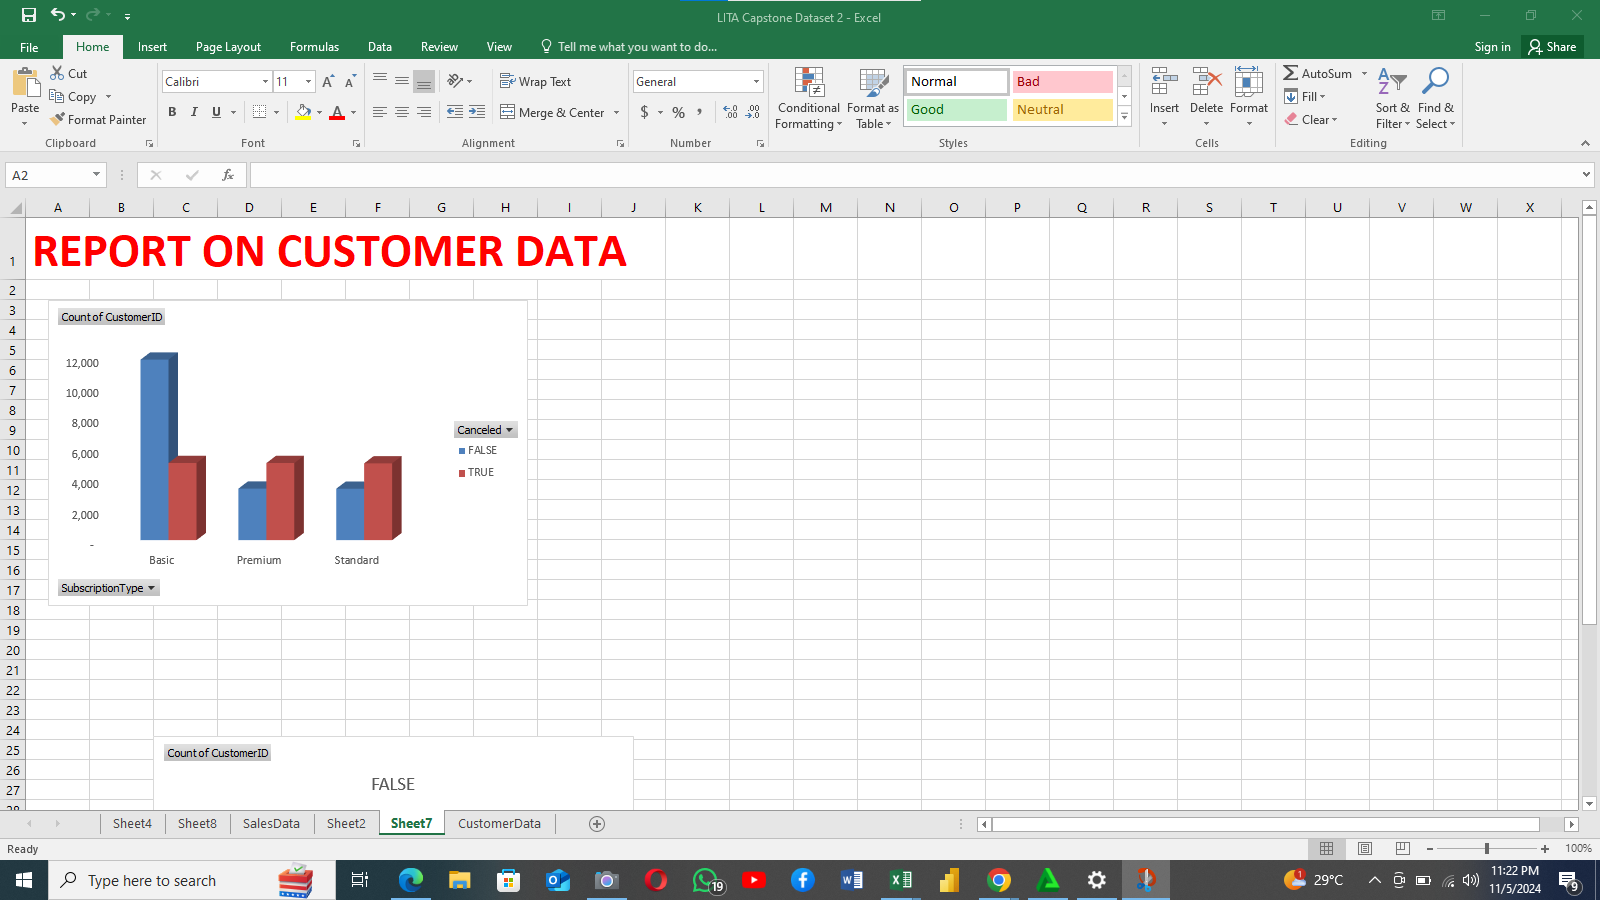 LITA Capstone Dataset 2 - Excel
File Home Insert Page Layout Formulas Data Review View Tell me what you want to do... Sign in Share
Paste
Cut
Copy
Format Painter
Clipboard
Calibri 11
B I U
Font
Wrap Text
Merge & Center
Alignment
General
$ % ,
Number
Conditional Formatting
Format as Table
Normal Bad
Good Neutral
Styles
Insert Delete Format
Cells
AutoSum
Fill
Clear
Sort & Filter
Find & Select
Editing
A2
fx
A B C D E F G H I J K L M N O P Q R S T U V W X
1 REPORT ON CUSTOMER DATA
2
3
4
5
6
7
8
9
10
11
12
13
14
15
16
17
18
19
20
21
22
23
24
25
26
27
28
Count of CustomerID
12,000
10,000
8,000
6,000
4,000
2,000
-
Basic Premium Standard
Canceled
FALSE
TRUE
SubscriptionType
Count of CustomerID
FALSE
Sheet4 Sheet8 SalesData Sheet2 Sheet7 CustomerData
Ready
100%
Type here to search
19
1
29°C
11:22 PM
11/5/2024
9